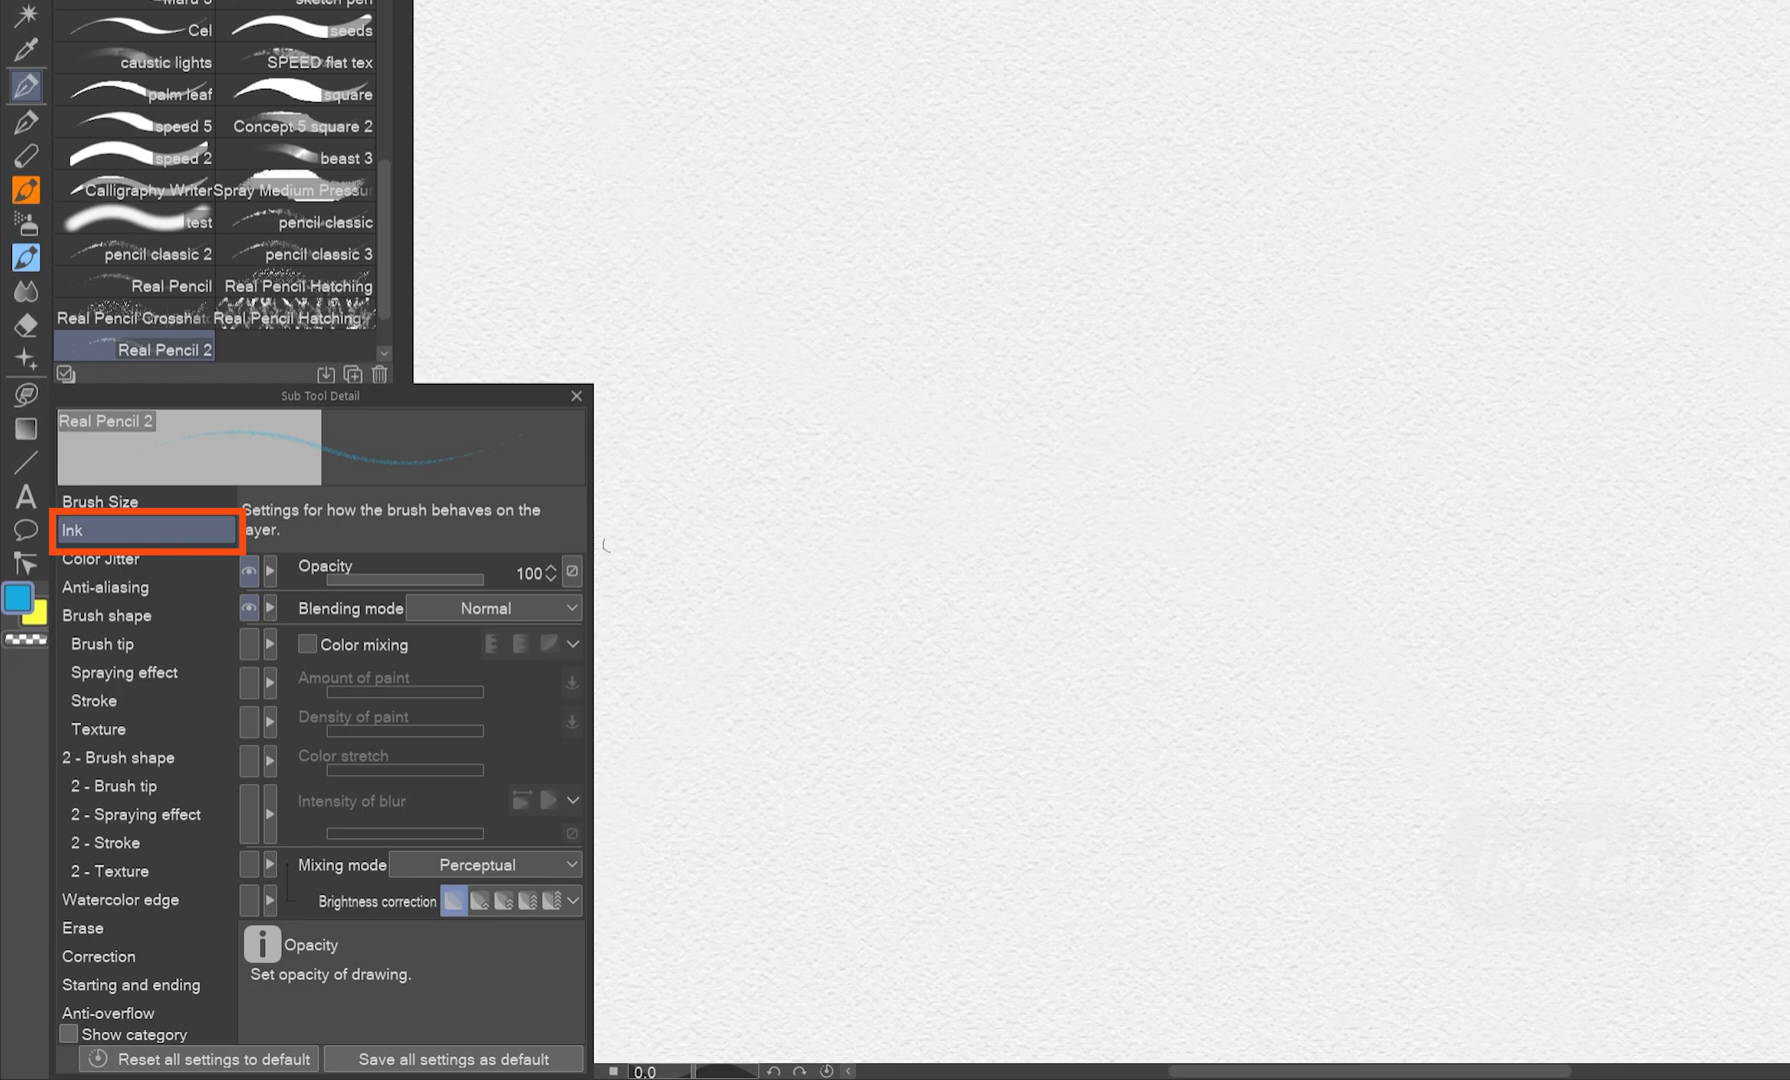 Maru 3
sketch pen
Cel
seeds
caustic lights
SPEED flat tex
palm leaf
square
speed 5
Concept 5 square 2
speed 2
beast 3
Calligraphy Writer
Spray Medium Pressu
test
pencil classic
pencil classic 2
pencil classic 3
Real Pencil
Real Pencil Hatching
Real Pencil Crosshatc
Real Pencil Hatching
Real Pencil 2
Sub Tool Detail
Real Pencil 2
Brush Size
Ink
Color Jitter
Anti-aliasing
Brush shape
Brush tip
Spraying effect
Stroke
Texture
2 - Brush shape
2 - Brush tip
2 - Spraying effect
2 - Stroke
2 - Texture
Watercolor edge
Erase
Correction
Starting and ending
Anti-overflow
Show category
Settings for how the brush behaves on the
layer.
Opacity 100
Blending mode Normal
Color mixing
Amount of paint
Density of paint
Color stretch
Intensity of blur
Mixing mode Perceptual
Brightness correction
Opacity
Set opacity of drawing.
Reset all settings to default
Save all settings as default
A
0.0